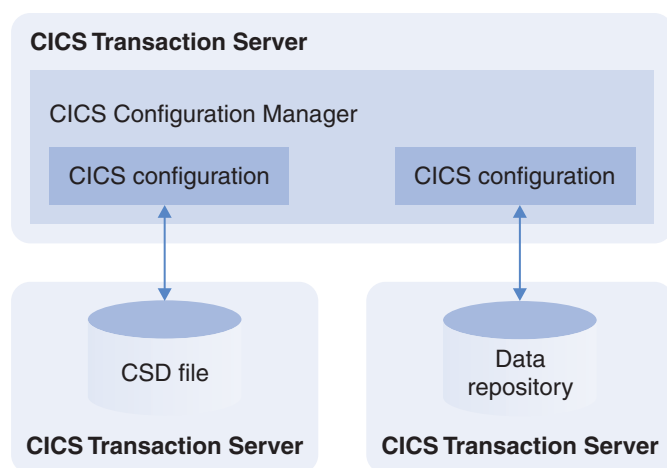 CICS Transaction Server
CICS Configuration Manager
CICS configuration
CICS configuration
CSD file
Data
repository
CICS Transaction Server
CICS Transaction Server